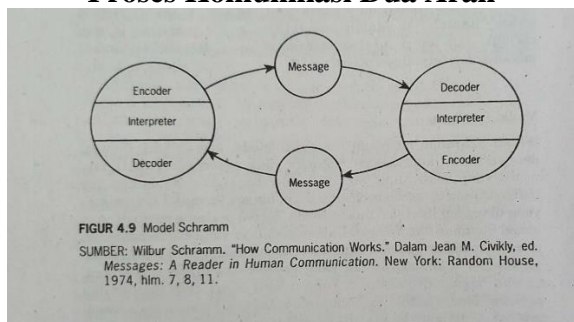 Proses Komunikasi Dua Arah
Message
Encoder
Interpreter
Decoder
Decoder
Interpreter
Encoder
Message
FIGUR 4.9 Model Schramm
SUMBER: Wilbur Schramm. "How Communication Works." Dalam Jean M. Civikly, ed.
Messages: A Reader in Human Communication. New York: Random House,
1974, hlm. 7, 8, 11.